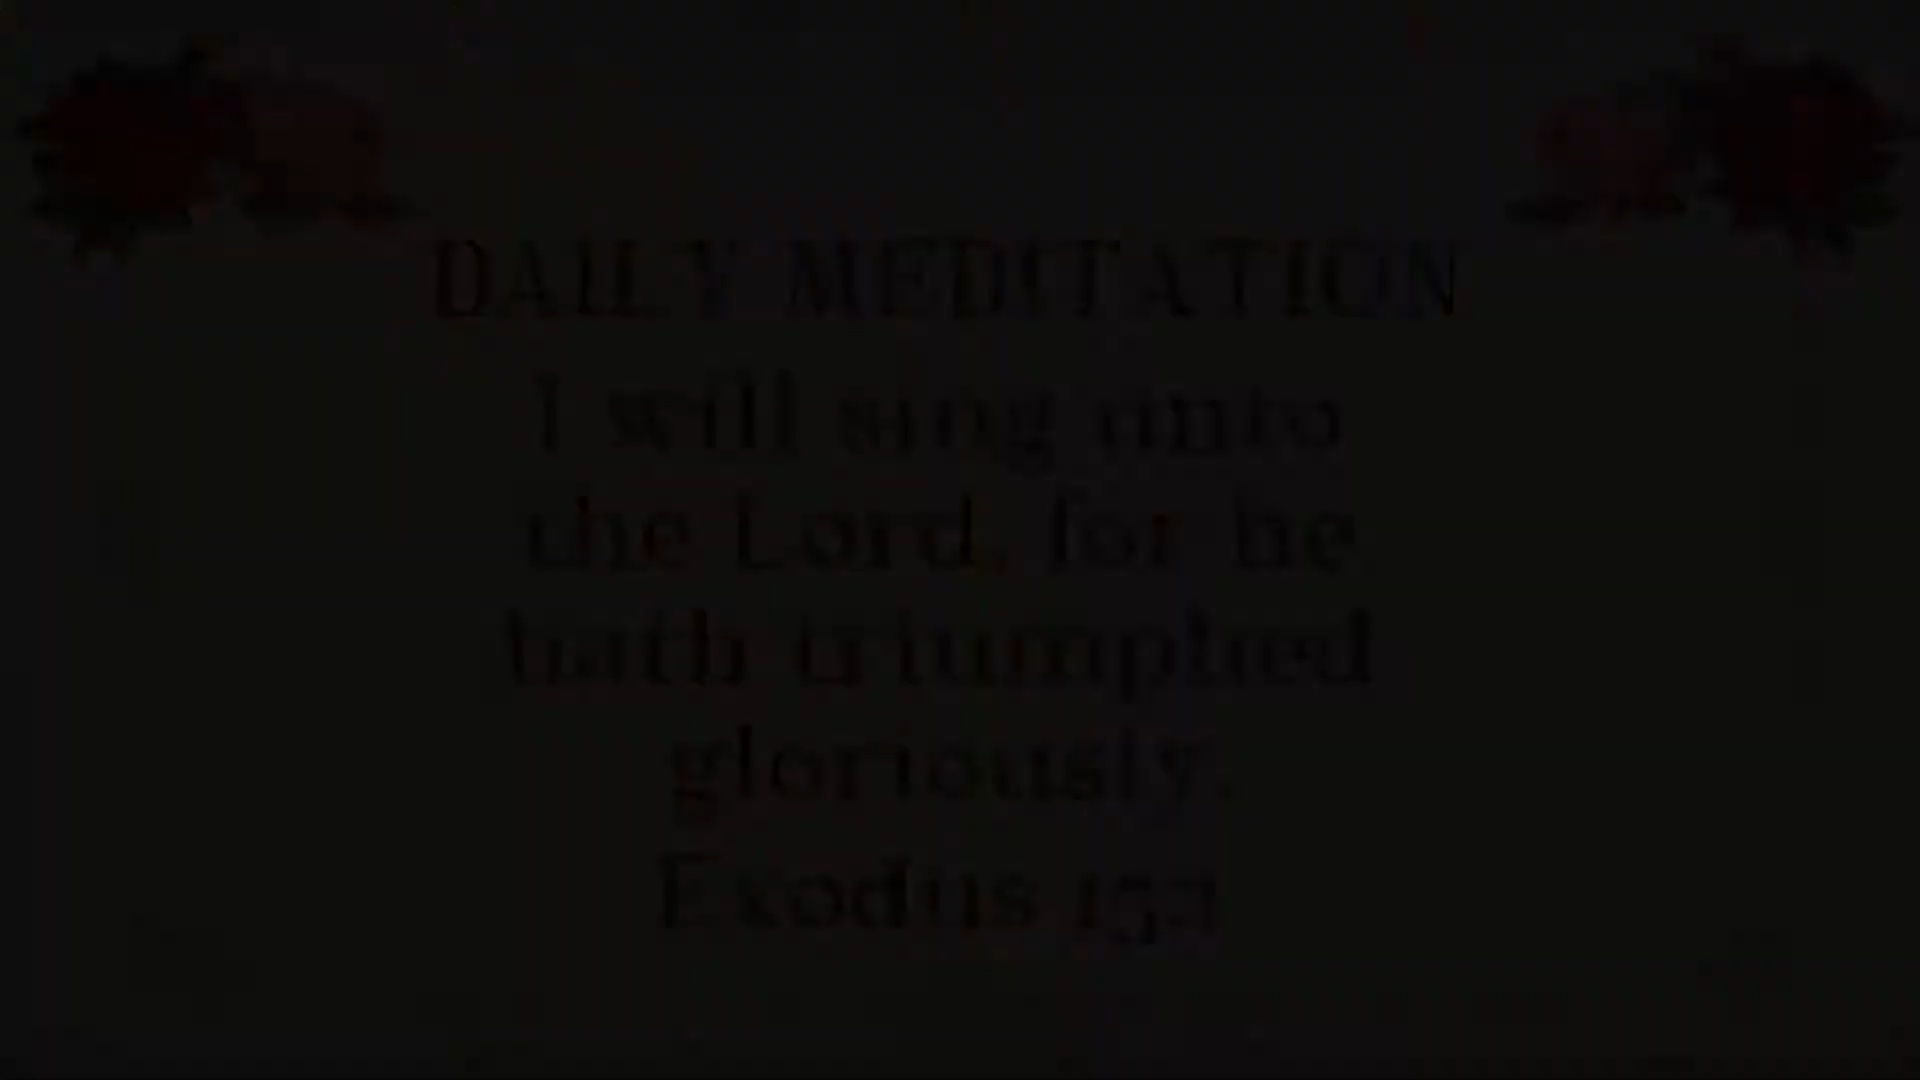 DAILY MEDITATION
I will sing unto
the Lord, for he
hath triumphed
gloriously.
Exodus 15:1